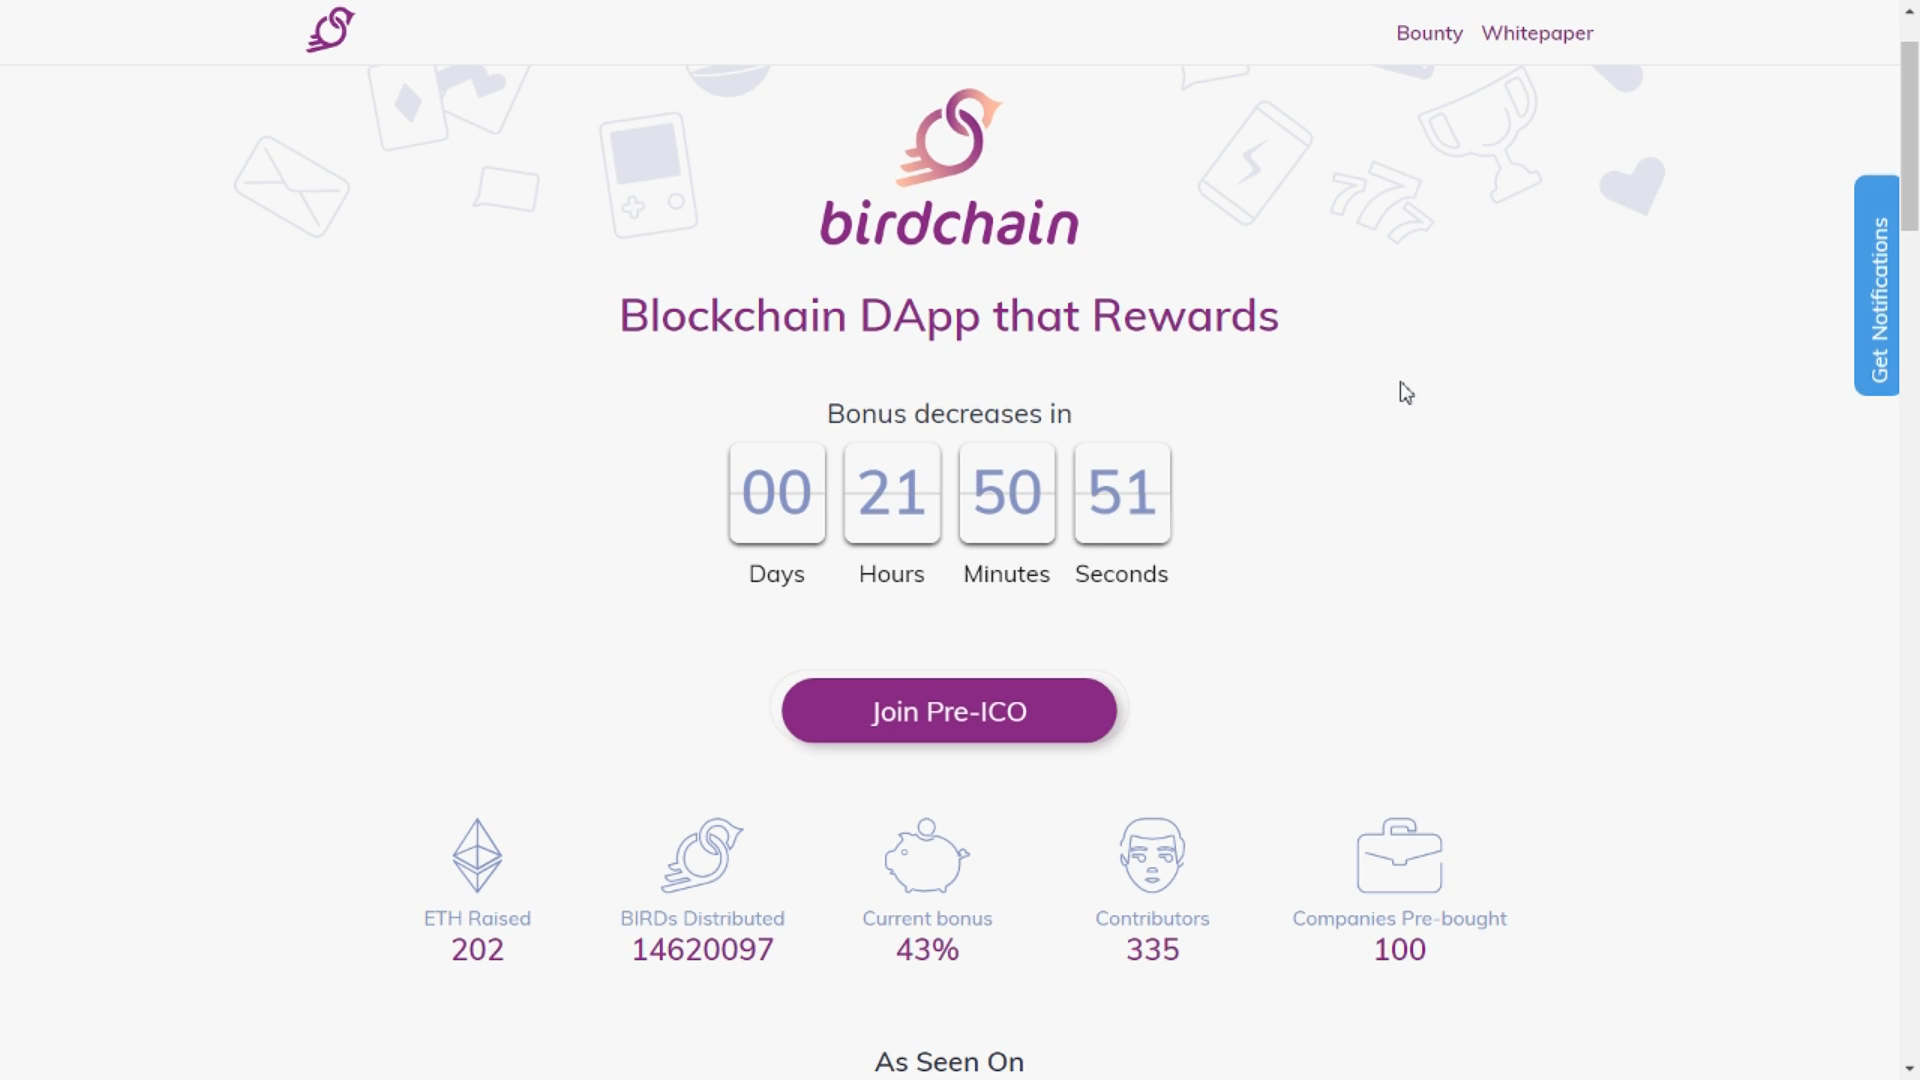 Bounty Whitepaper
777
birdchain
Blockchain DApp that Rewards
Get Notifications
Bonus decreases in
00 21 50 51
Days Hours Minutes Seconds
Join Pre-ICO
ETH Raised BIRDs Distributed Current bonus Contributors Companies Pre-bought
202 14620097 43% 335 100
As Seen On